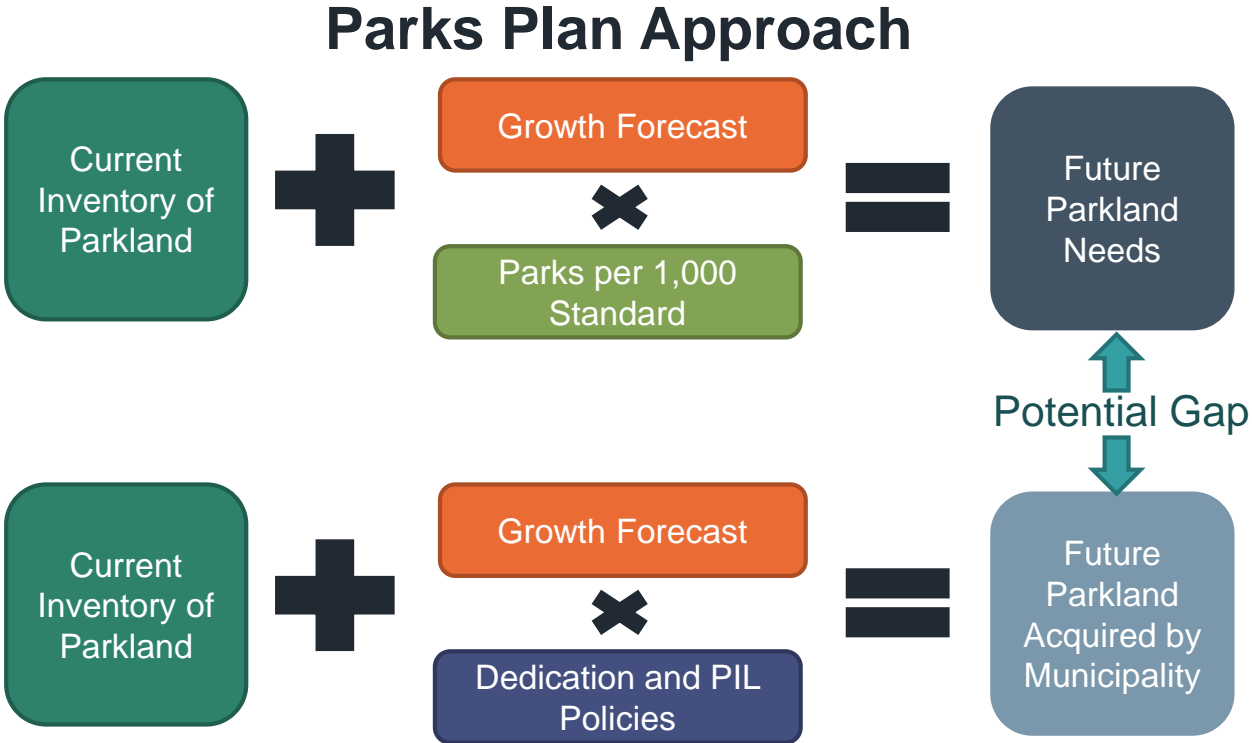 Parks Plan Approach
Current
Inventory of
Parkland
Growth Forecast
Parks per 1,000
Standard
Future
Parkland
Needs
Potential Gap
Current
Inventory of
Parkland
Growth Forecast
Dedication and PIL
Policies
Future
Parkland
Acquired by
Municipality